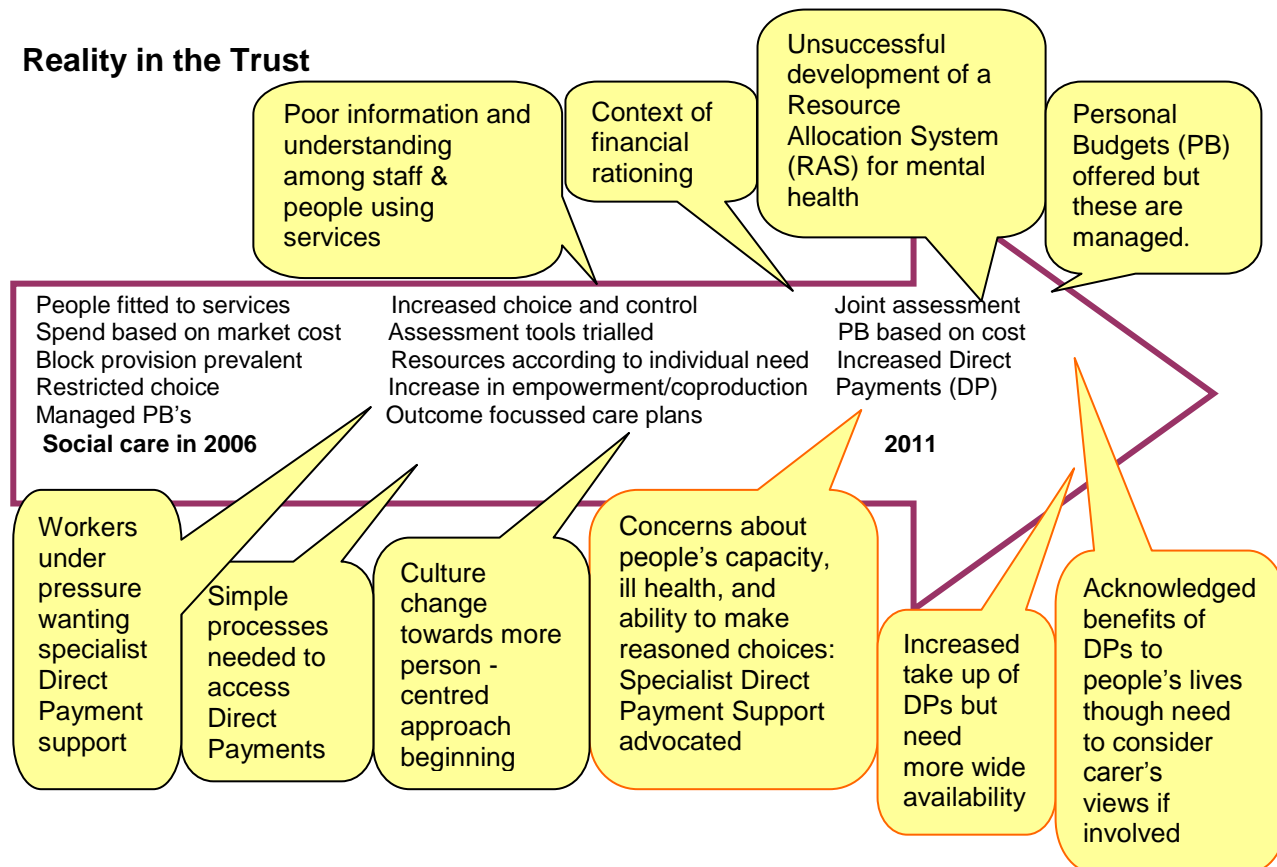 Reality in the Trust
Poor information and
understanding
among staff &
people using
services
Context of
financial
rationing
Unsuccessful
development of a
Resource
Allocation System
(RAS) for mental
health
Personal
Budgets (PB)
offered but
these are
managed.
People fitted to services
Spend based on market cost
Block provision prevalent
Restricted choice
Managed PB's
Social care in 2006
Increased choice and control
Assessment tools trialled
Resources according to individual need
Increase in empowerment/coproduction
Outcome focussed care plans
Joint assessment
PB based on cost
Increased Direct
Payments (DP)
2011
Workers
under
pressure
wanting
specialist
Direct
Payment
support
Simple
processes
needed to
access
Direct
Payments
Culture
change
towards more
person -
centred
approach
beginning
Concerns about
people’s capacity,
ill health, and
ability to make
reasoned choices:
Specialist Direct
Payment Support
advocated
Increased
take up of
DPs but
need
more wide
availability
Acknowledged
benefits of
DPs to
people’s lives
though need
to consider
carer’s
views if
involved